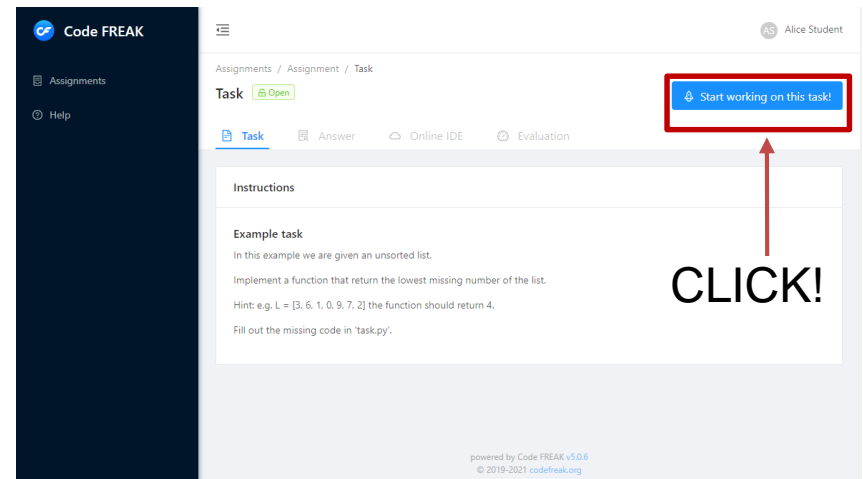 Code FREAK
Alice Student
AS
Assignments
Help
Assignments / Assignment / Task
Task Open
Start working on this task!
Task Answer Online IDE Evaluation
Instructions
Example task
In this example we are given an unsorted list.
Implement a function that return the lowest missing number of the list.
Hint: e.g. L = [3, 6, 1, 0, 9, 7, 2] the function should return 4.
Fill out the missing code in 'task.py'.
CLICK!
powered by Code FREAK v5.0.6
© 2019-2021 codefreak.org